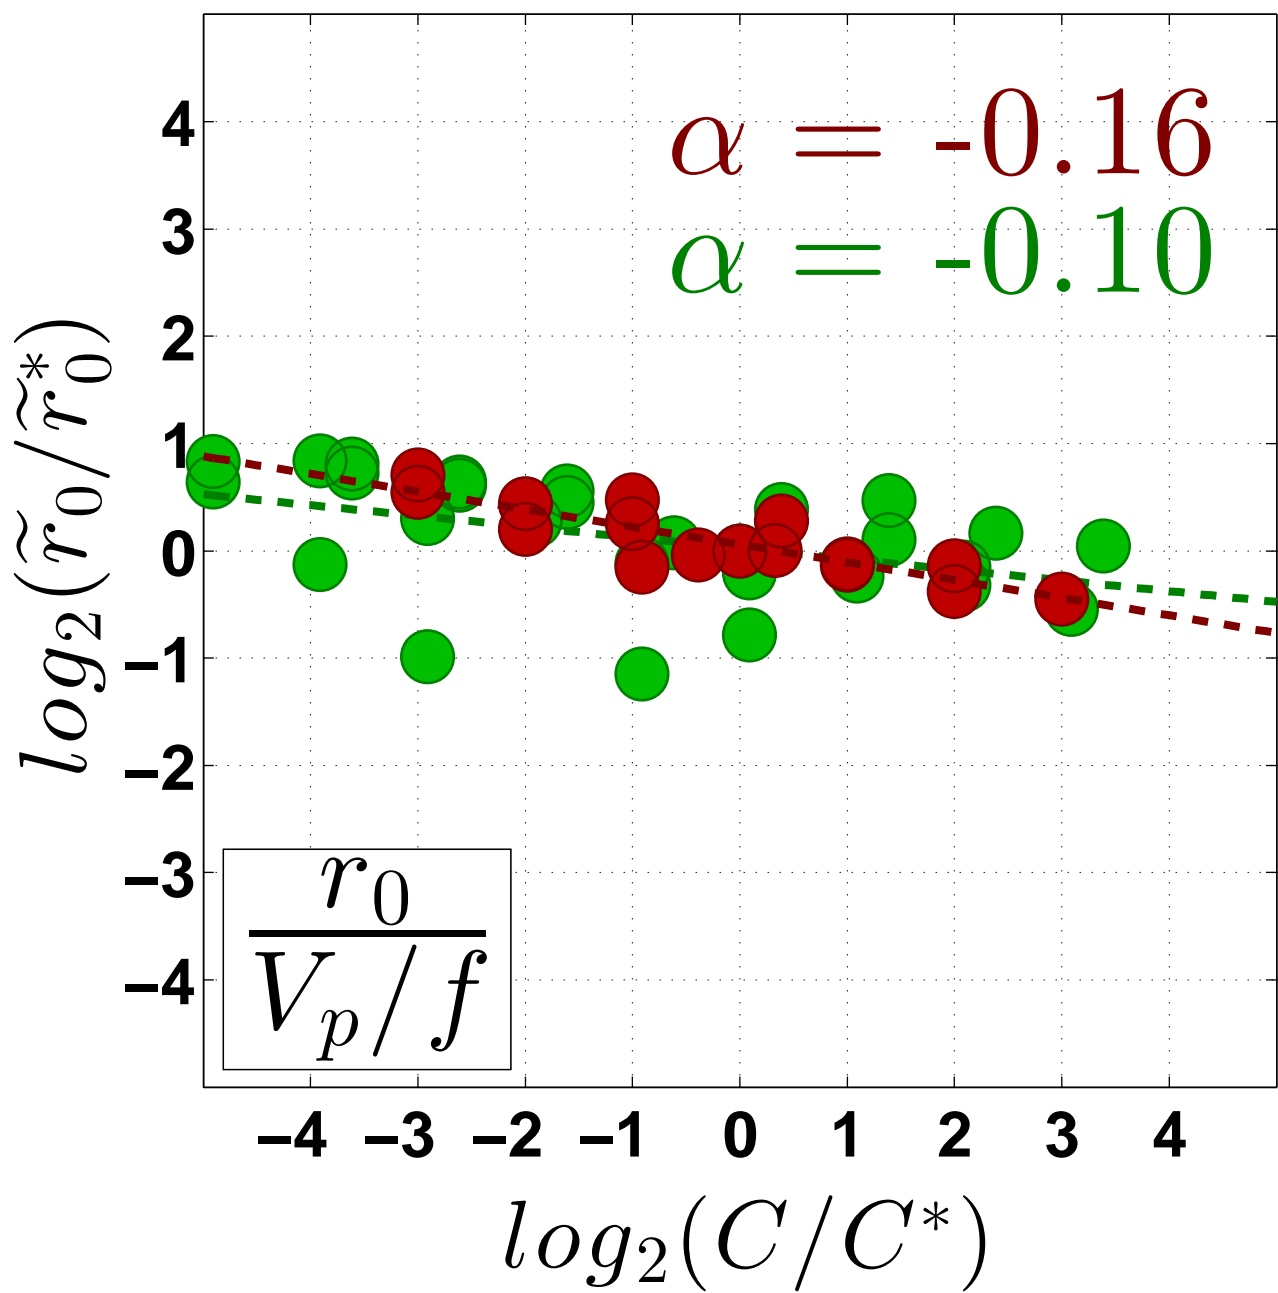 α = -0.16
α = -0.10
4
3
2
1
0
−1
−2
−3
−4
log₂(r̃₀/r̃₀*)
r₀
V_p/f
−4 −3 −2 −1 0 1 2 3 4
log₂(C/C*)